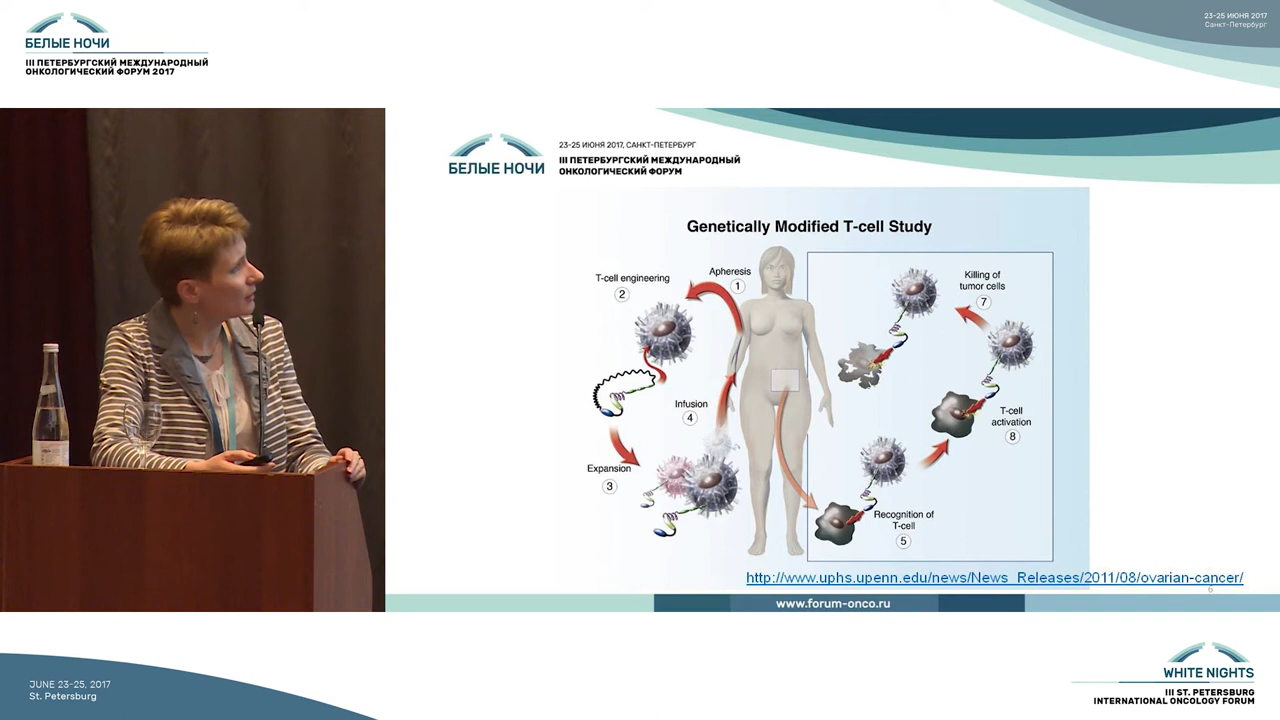 БЕЛЫЕ НОЧИ
III ПЕТЕРБУРГСКИЙ МЕЖДУНАРОДНЫЙ
ОНКОЛОГИЧЕСКИЙ ФОРУМ 2017
23-25 ИЮНЯ 2017
Санкт-Петербург
БЕЛЫЕ НОЧИ
23-25 ИЮНЯ 2017, САНКТ-ПЕТЕРБУРГ
III ПЕТЕРБУРГСКИЙ МЕЖДУНАРОДНЫЙ
ОНКОЛОГИЧЕСКИЙ ФОРУМ
Genetically Modified T-cell Study
Apheresis
1
T-cell engineering
2
Expansion
3
Infusion
4
Recognition of
T-cell
5
T-cell
activation
8
Killing of
tumor cells
7
http://www.uphs.upenn.edu/news/News_Releases/2011/08/ovarian-cancer/
6
www.forum-onco.ru
JUNE 23-25, 2017
St. Petersburg
WHITE NIGHTS
III ST. PETERSBURG
INTERNATIONAL ONCOLOGY FORUM